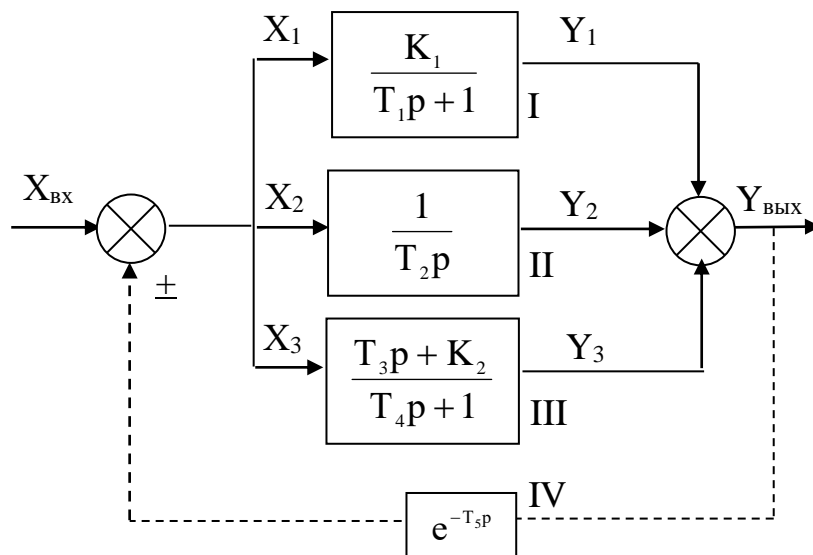 X₁
K₁
T₁p + 1
Y₁
I
Xвх
X₂
1
T₂p
Y₂
II
Yвых
±
X₃
T₃p + K₂
T₄p + 1
Y₃
III
IV
e^{−T₅p}